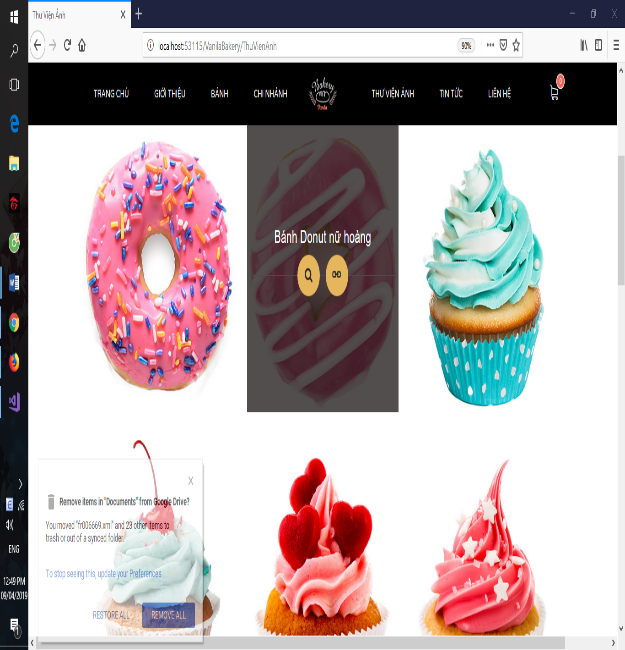 Thư Viện Ảnh
localhost:53115/VanilaBakery/ThuVienAnh
90%
TRANG CHỦ
GIỚI THIỆU
BÁNH
CHI NHÁNH
Bakery
THƯ VIỆN ẢNH
TIN TỨC
LIÊN HỆ
Bánh Donut nữ hoàng
Remove items in "Documents" from Google Drive?
You moved "fr006669.xml" and 23 other items to
trash or out of a synced folder.
To stop seeing this, update your Preferences
RESTORE ALL
REMOVE ALL
ENG
12:49 PM
09/04/2019